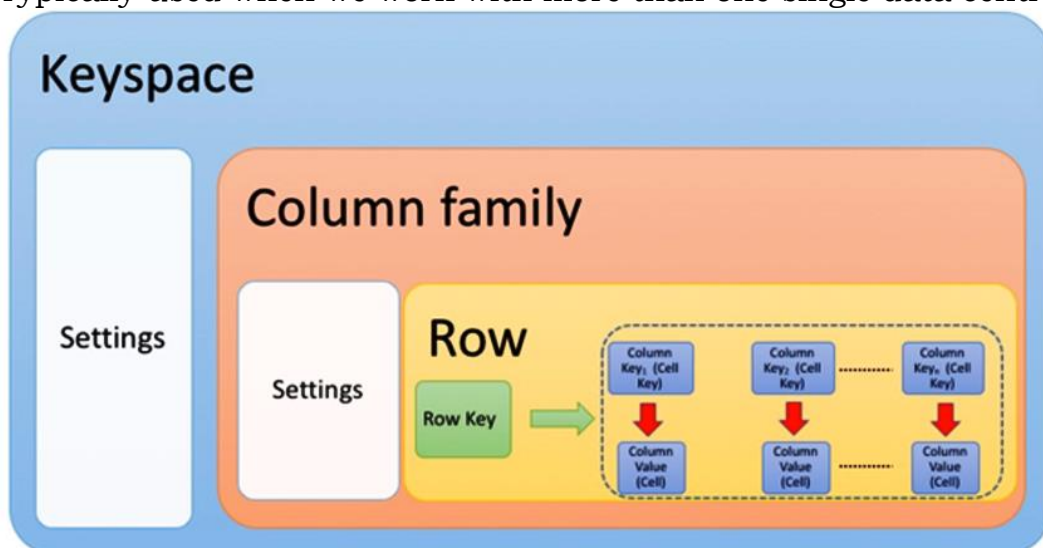 Typically used when we work with more than one single data cent
Keyspace
Settings
Column family
Settings
Row
Row Key
Column
Key₁ (Cell
Key)
Column
Key₂ (Cell
Key)
Column
Keyₙ (Cell
Key)
Column
Value
(Cell)
Column
Value
(Cell)
Column
Value
(Cell)